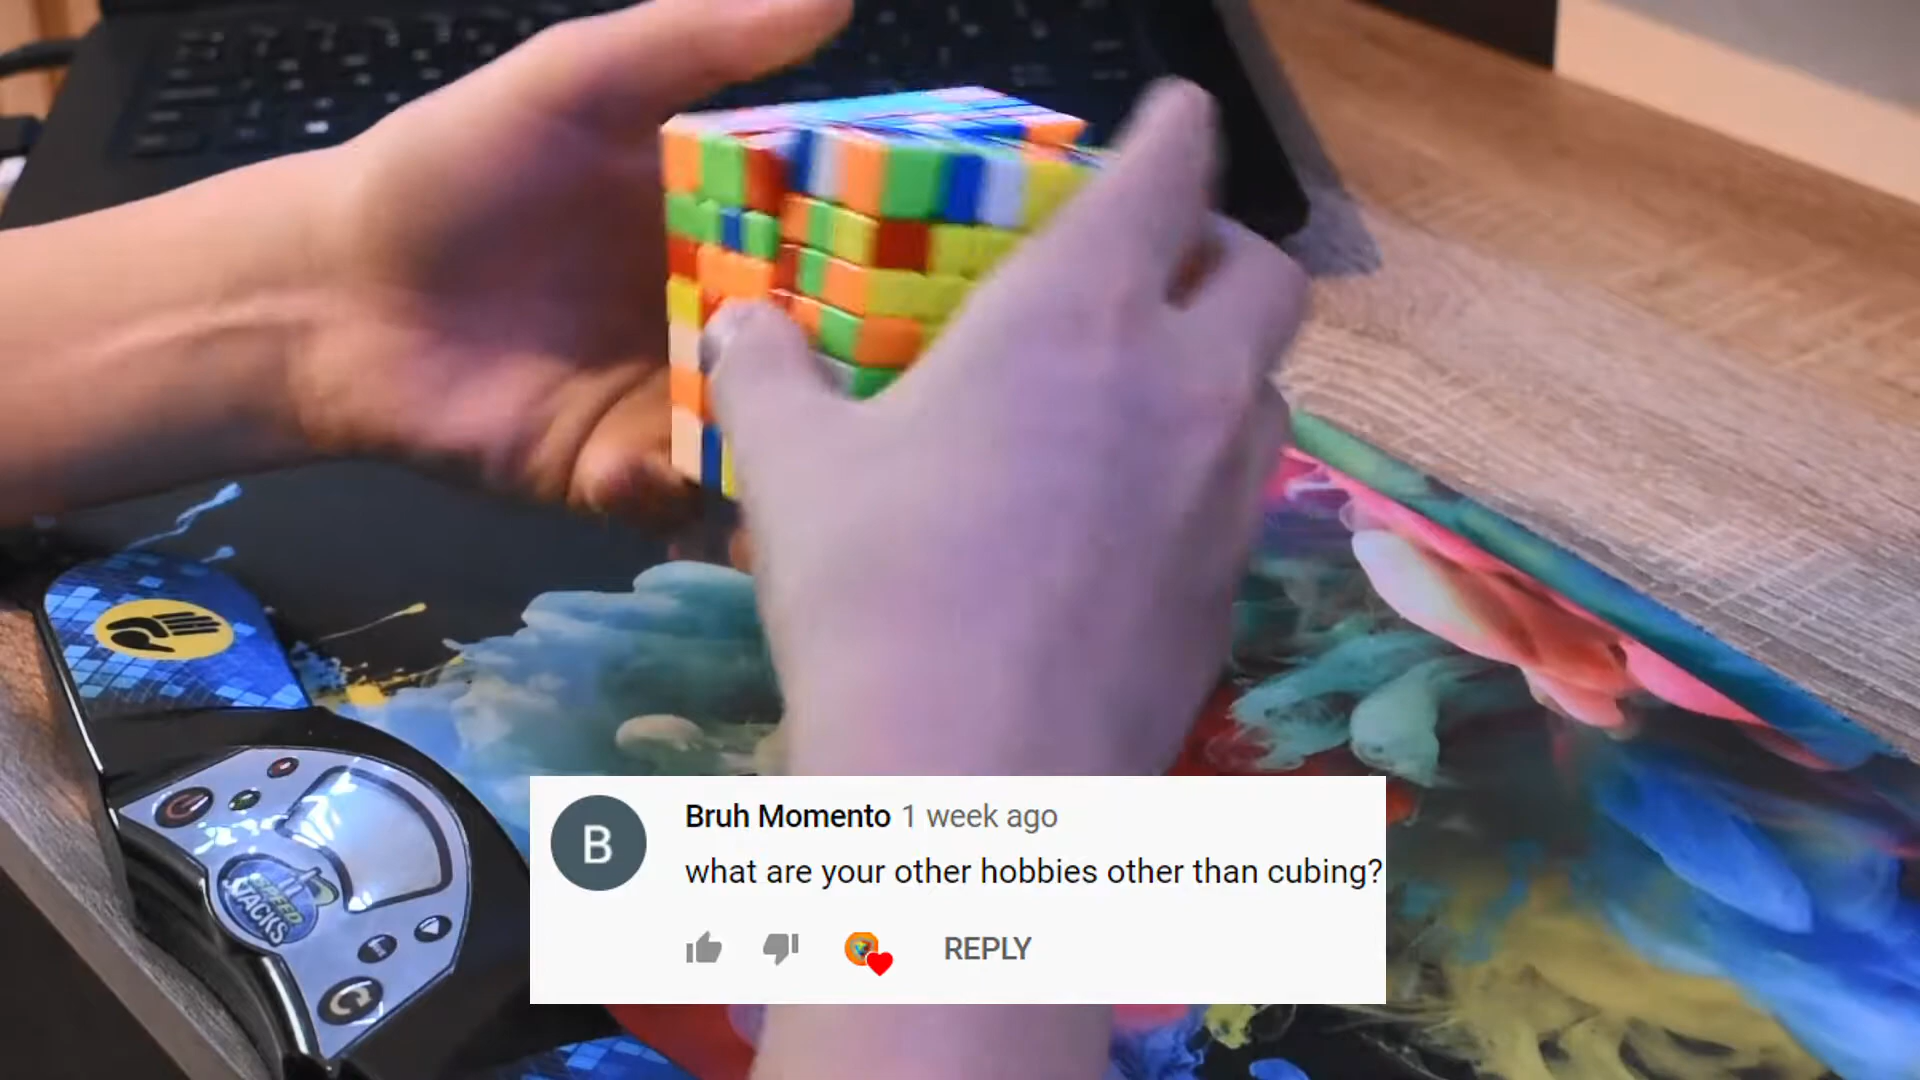 SPEED
STACKS
Bruh Momento 1 week ago
B
what are your other hobbies other than cubing?
REPLY